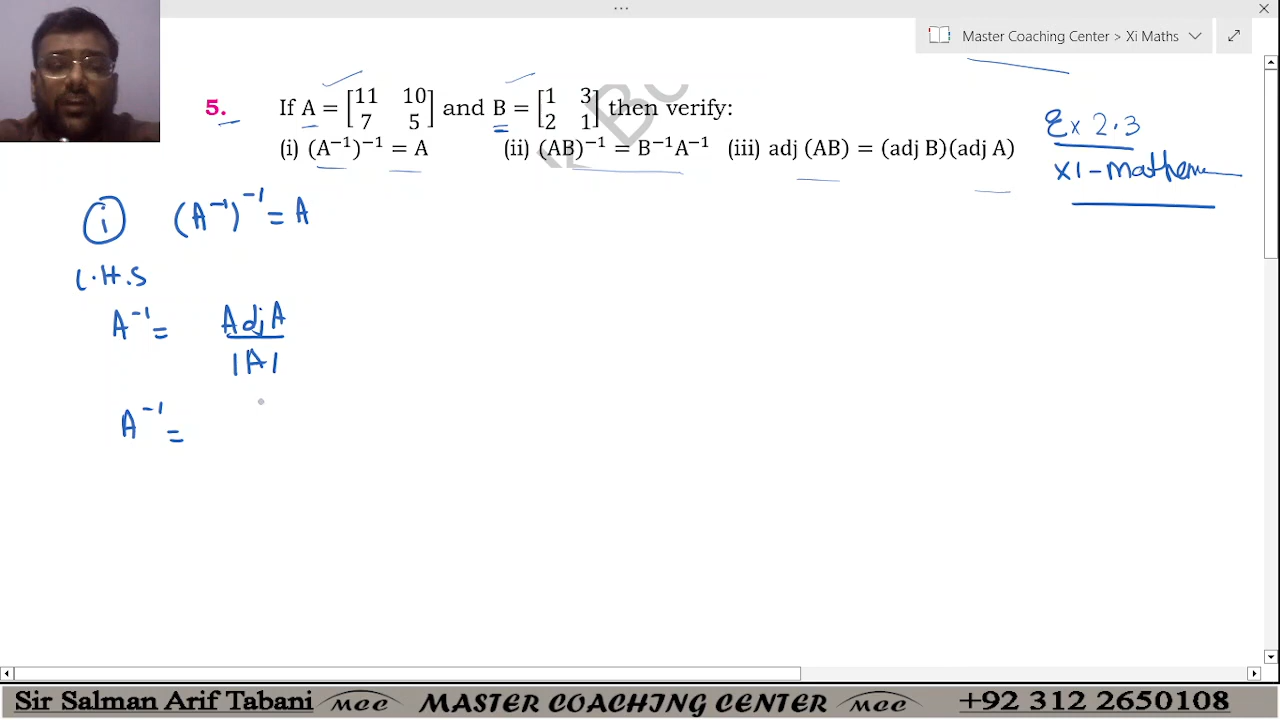 ...
Master Coaching Center > Xi Maths
5. If A = [11 10 7 5] and B = [1 3 2 1] then verify:
(i) (A⁻¹)⁻¹ = A (ii) (AB)⁻¹ = B⁻¹A⁻¹ (iii) adj (AB) = (adj B)(adj A)
Ex 2.3
XI - Mathem
i (A⁻¹)⁻¹ = A
L.H.S
A⁻¹ = AdjA
|A|
A⁻¹ =
Sir Salman Arif Tabani MCC MASTER COACHING CENTER MCC +92 312 2650108